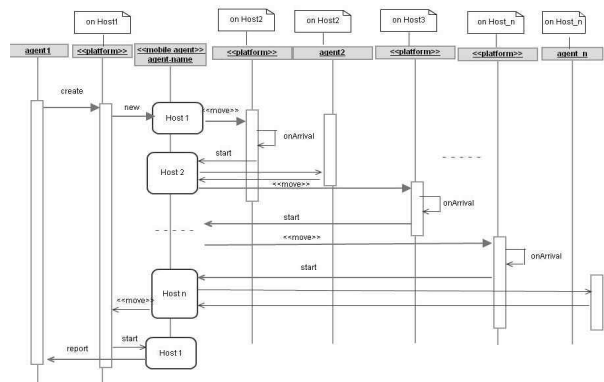 on Host1
on Host2
on Host3
on Host_n
on Host_n
agent1
<<platform>>
<<mobile agent>>
agent-name
<<platform>>
agent2
<<platform>>
<<platform>>
agent_n
create
new
Host 1
<<move>>
onArrival
start
Host 2
<<move>>
onArrival
start
<<move>>
onArrival
start
Host n
<<move>>
start
Host 1
report